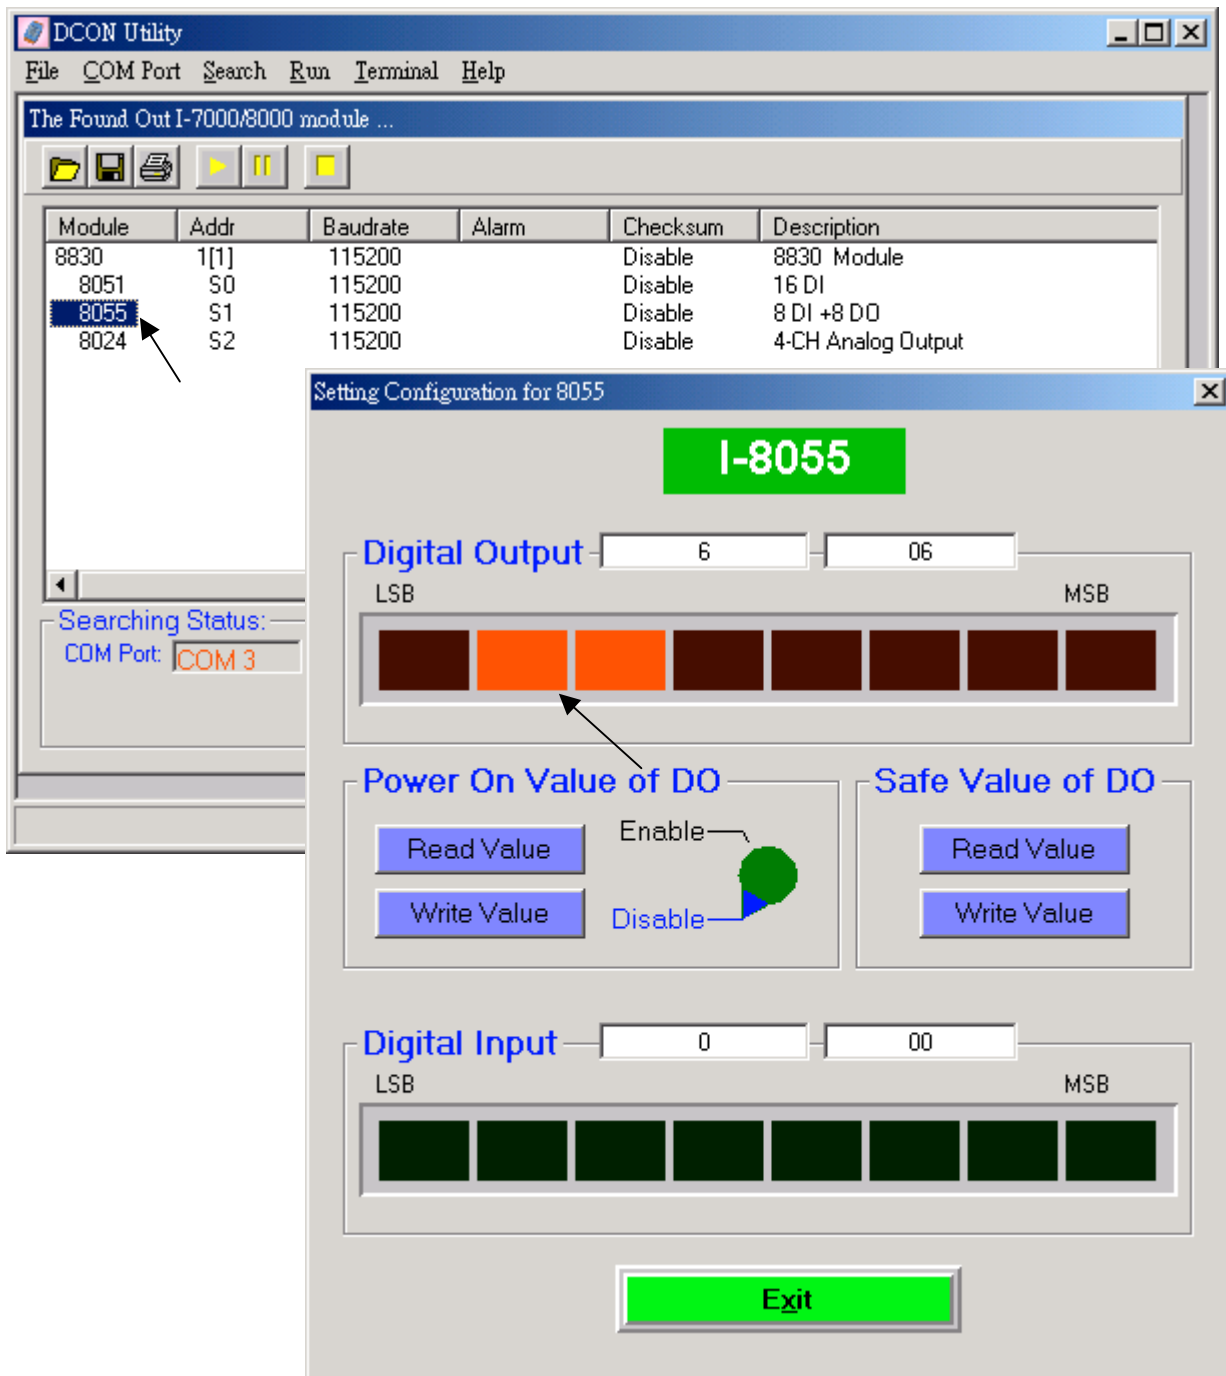 DCON Utility
File COM Port Search Run Terminal Help
The Found Out I-7000/8000 module ...
Module Addr Baudrate Alarm Checksum Description
8830 1[1] 115200 Disable 8830 Module
8051 S0 115200 Disable 16 DI
8055 S1 115200 Disable 8 DI +8 DO
8024 S2 115200 Disable 4-CH Analog Output
Searching Status:
COM Port: COM 3
Setting Configuration for 8055
I-8055
Digital Output 6 06
LSB MSB
Power On Value of DO
Read Value
Write Value
Enable
Disable
Safe Value of DO
Read Value
Write Value
Digital Input 0 00
LSB MSB
Exit